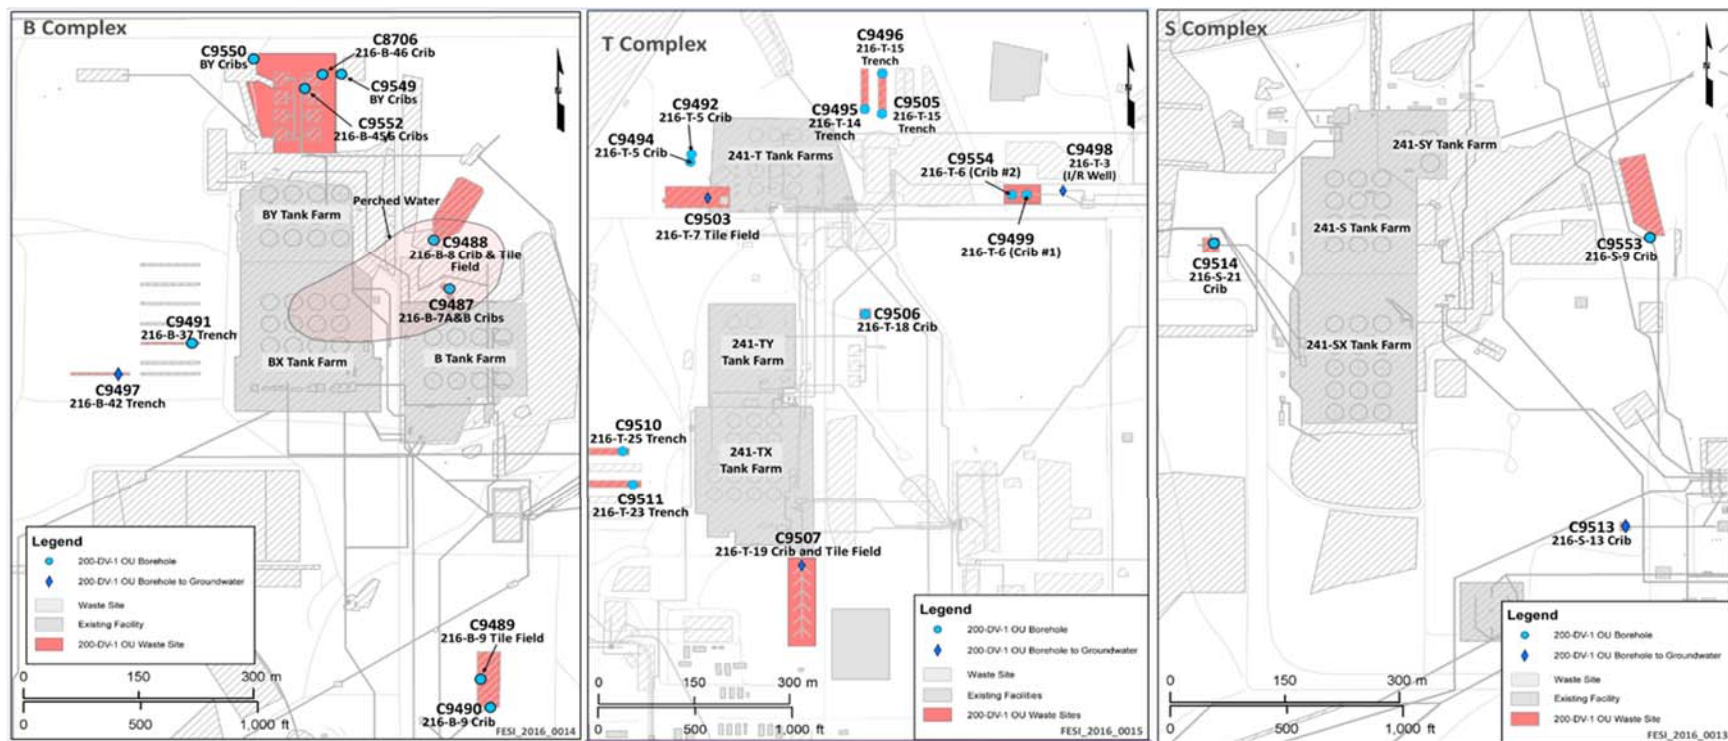 B Complex
C9550
BY Cribs
C8706
216-B-46 Crib
C9549
BY Cribs
C9552
216-B-45/6 Cribs
N
BY Tank Farm
Perched Water
C9488
216-B-8 Crib & Tile
Field
C9487
216-B-7A&B Cribs
C9491
216-B-37 Trench
BX Tank Farm
B Tank Farm
C9497
216-B-42 Trench
Legend
200-DV-1 OU Borehole
200-DV-1 OU Borehole to Groundwater
Waste Site
Existing Facility
200-DV-1 OU Waste Site
C9489
216-B-9 Tile Field
C9490
216-B-9 Crib
0 150 300 m
0 500 1,000 ft
FESI_2016_0014
T Complex
C9496
216-T-15
Trench
C9492
216-T-5 Crib
C9494
216-T-5 Crib
C9495
216-T-14
Trench
C9505
216-T-15
Trench
N
241-T Tank Farms
C9554
216-T-6 (Crib #2)
C9498
216-T-3
(I/R Well)
C9503
216-T-7 Tile Field
C9499
216-T-6 (Crib #1)
C9506
216-T-18 Crib
241-TY
Tank Farm
C9510
216-T-25 Trench
241-TX
Tank Farm
C9511
216-T-23 Trench
C9507
216-T-19 Crib and Tile Field
Legend
200-DV-1 OU Borehole
200-DV-1 OU Borehole to Groundwater
Waste Site
Existing Facilities
200-DV-1 OU Waste Sites
0 150 300 m
0 500 1,000 ft
FESI_2016_0015
S Complex
N
241-SY Tank Farm
241-S Tank Farm
C9553
216-S-9 Crib
C9514
216-S-21
Crib
241-SX Tank Farm
C9513
216-S-13 Crib
Legend
200-DV-1 OU Borehole
200-DV-1 OU Borehole to Groundwater
Waste Site
Existing Facility
200-DV-1 OU Waste Site
0 150 300 m
0 500 1,000 ft
FESI_2016_0013